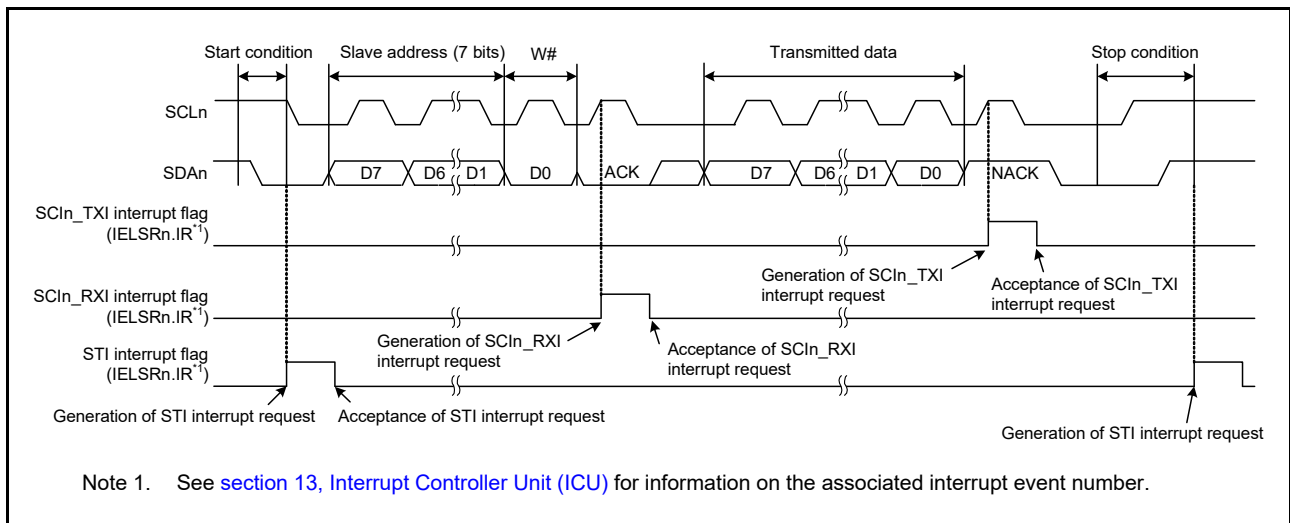 Start condition Slave address (7 bits) W# Transmitted data Stop condition
SCLn
SDAn D7 D6 D1 D0 ACK D7 D6 D1 D0 NACK
SCIn_TXI interrupt flag
(IELSRn.IR*1)
Generation of SCIn_TXI
interrupt request
Acceptance of SCIn_TXI
interrupt request
SCIn_RXI interrupt flag
(IELSRn.IR*1)
Generation of SCIn_RXI
interrupt request
Acceptance of SCIn_RXI
interrupt request
STI interrupt flag
(IELSRn.IR*1)
Generation of STI interrupt request Acceptance of STI interrupt request
Generation of STI interrupt request
Note 1. See section 13, Interrupt Controller Unit (ICU) for information on the associated interrupt event number.